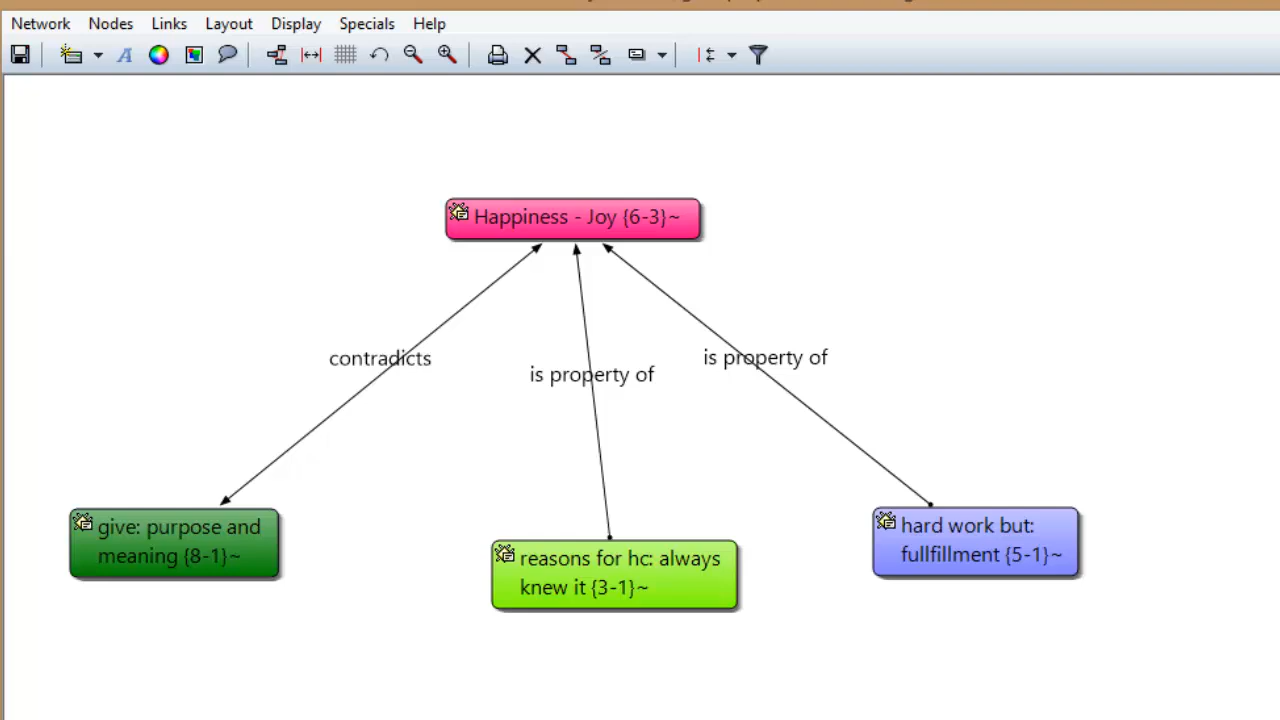 Network Nodes Links Layout Display Specials Help
Happiness - Joy {6-3}~
contradicts
is property of
is property of
give: purpose and
meaning {8-1}~
reasons for hc: always
knew it {3-1}~
hard work but:
fullfillment {5-1}~